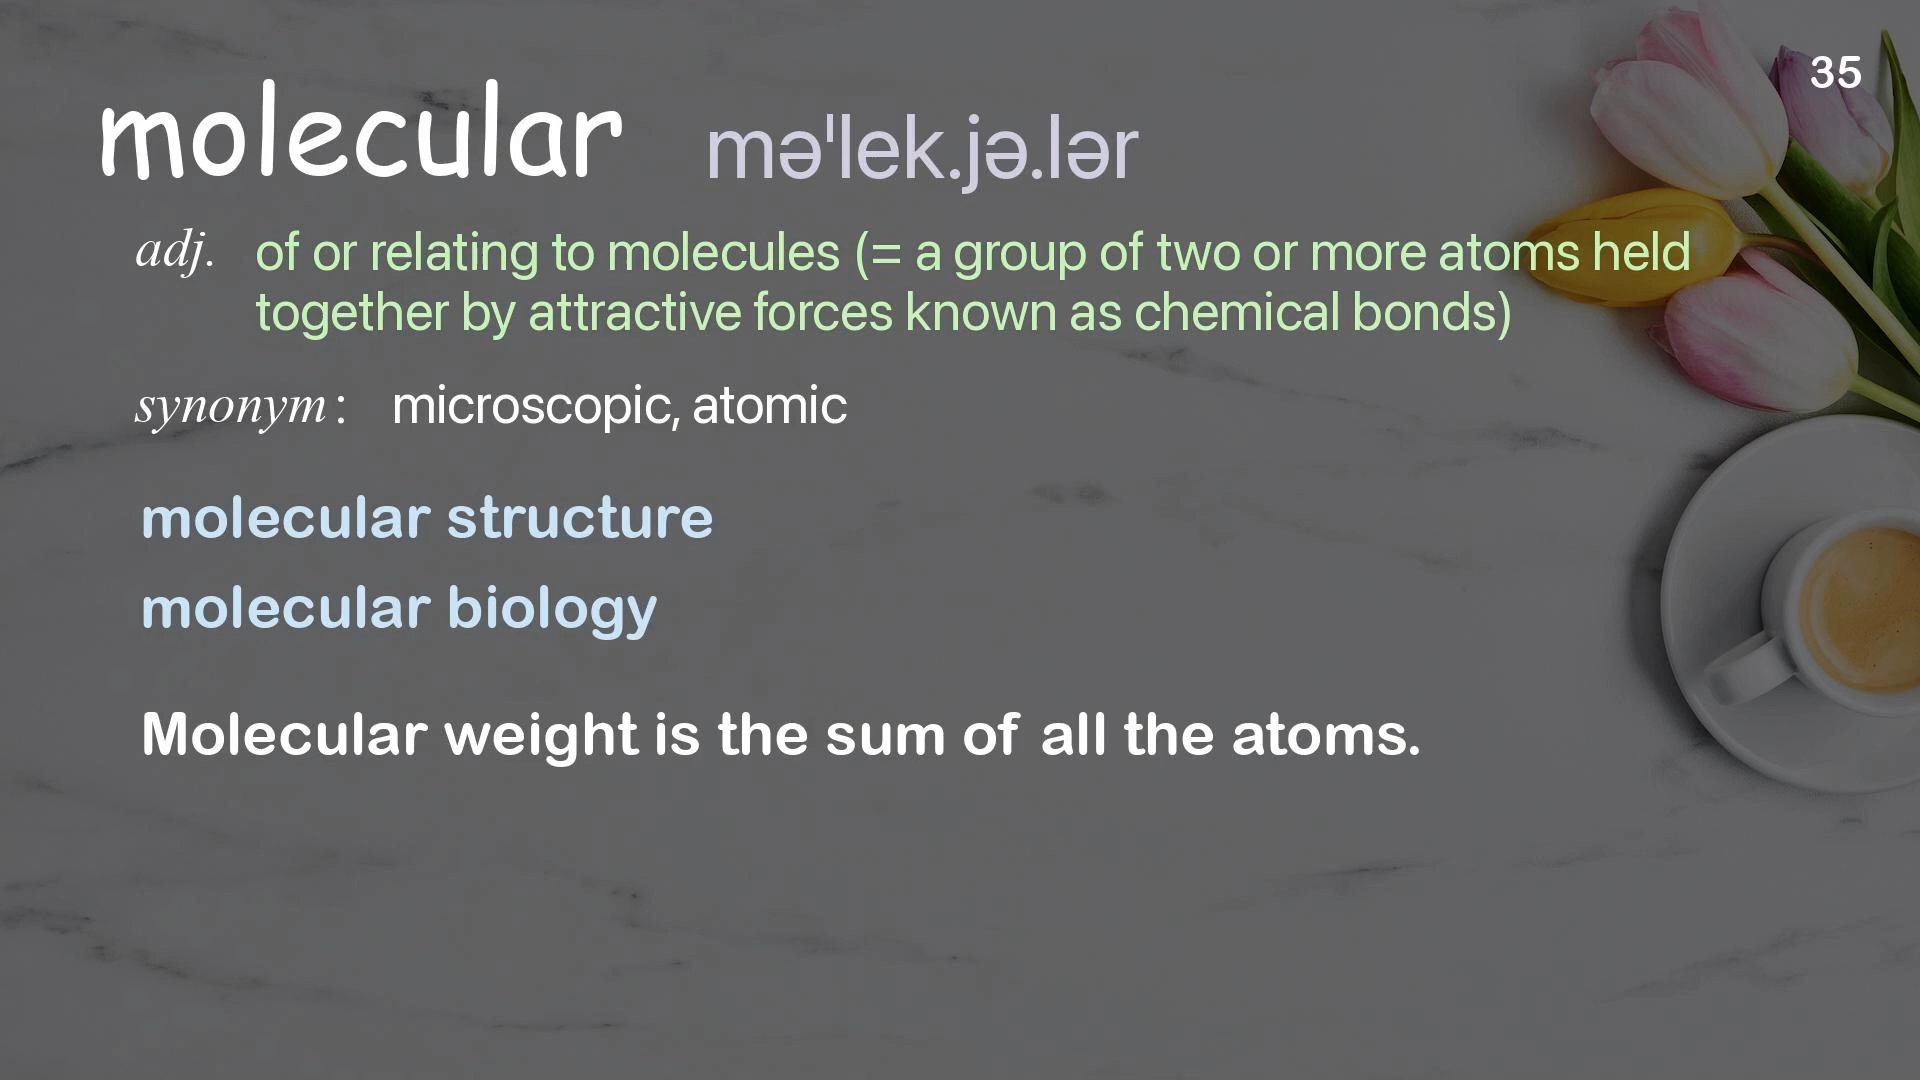 35
molecular məˈlek.jə.lər
adj. of or relating to molecules (= a group of two or more atoms held
together by attractive forces known as chemical bonds)
synonym : microscopic, atomic
molecular structure
molecular biology
Molecular weight is the sum of all the atoms.